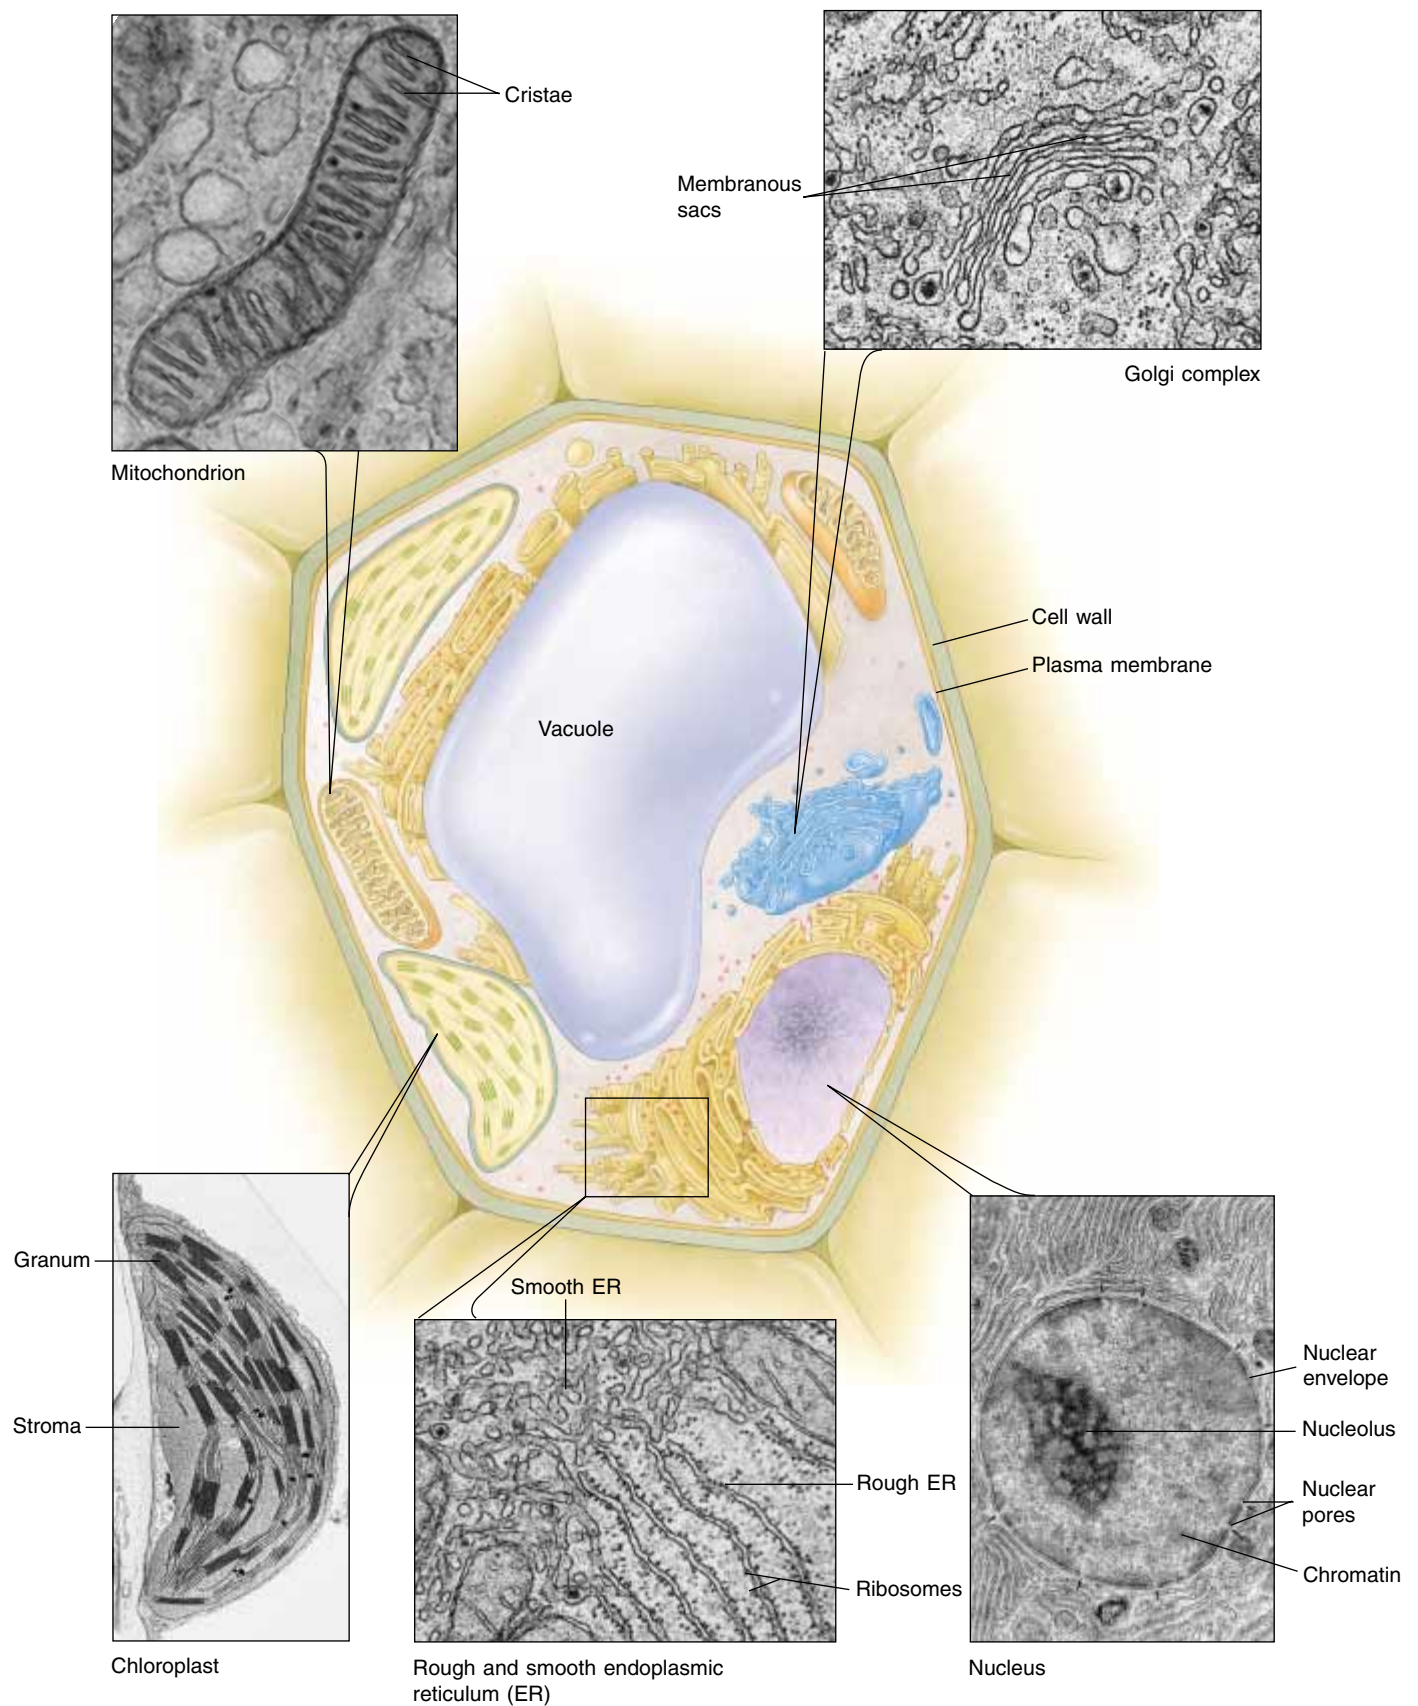 Cristae
Membranous
sacs
Golgi complex
Mitochondrion
Cell wall
Plasma membrane
Vacuole
Granum
Smooth ER
Nuclear
envelope
Stroma
Nucleolus
Rough ER
Nuclear
pores
Chromatin
Ribosomes
Chloroplast
Rough and smooth endoplasmic
reticulum (ER)
Nucleus